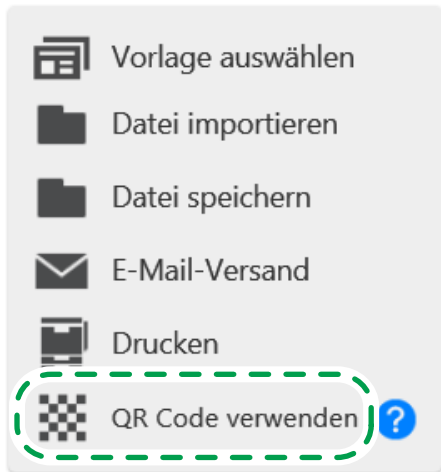 Vorlage auswählen
Datei importieren
Datei speichern
E-Mail-Versand
Drucken
QR Code verwenden ?